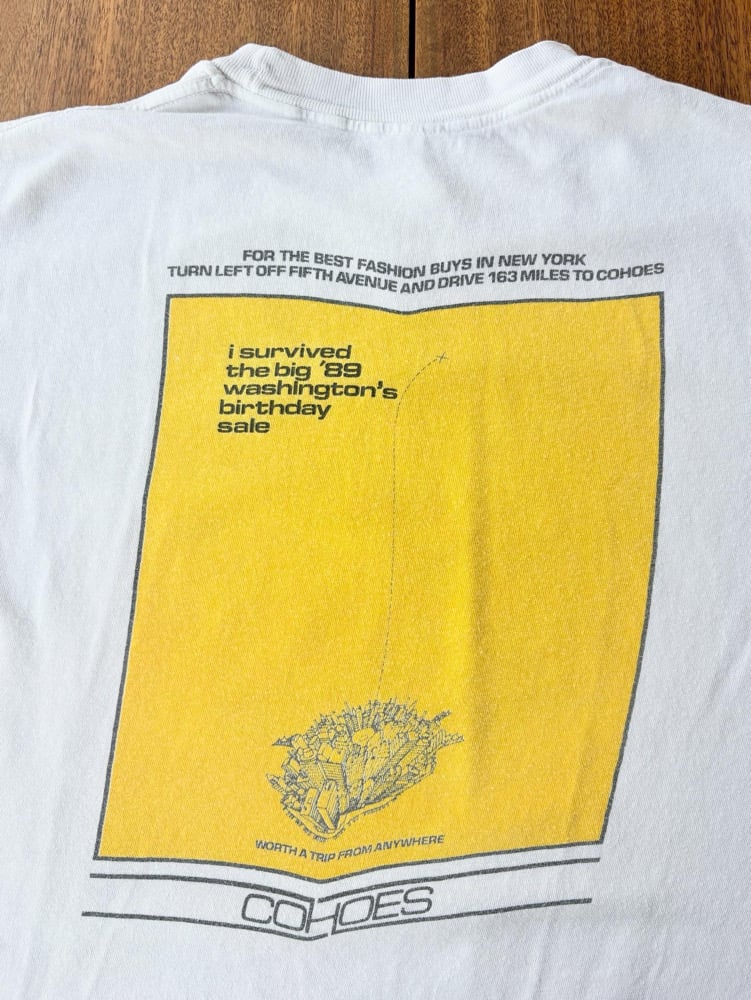 FOR THE BEST FASHION BUYS IN NEW YORK
TURN LEFT OFF FIFTH AVENUE AND DRIVE 163 MILES TO COHOES
i survived
the big '89
washington's
birthday
sale
WORTH A TRIP FROM ANYWHERE
COHOES